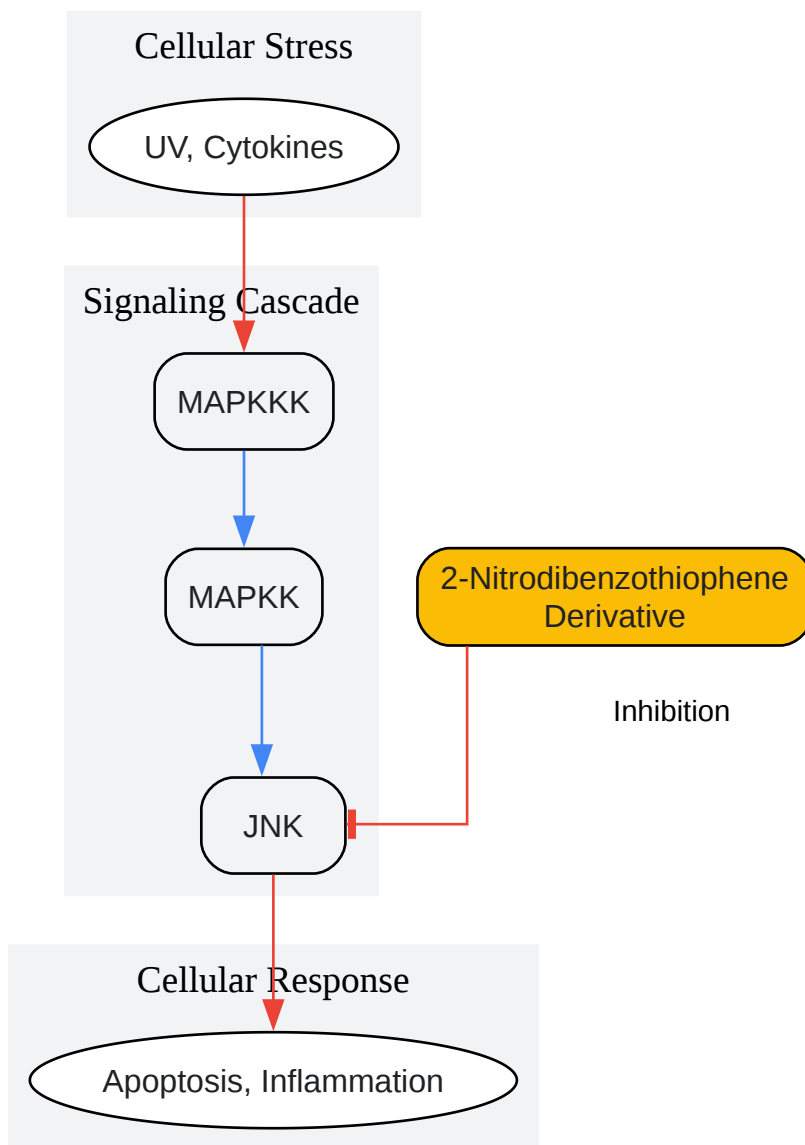 Cellular Stress
UV, Cytokines
Signaling Cascade
MAPKKK
MAPKK
2-Nitrodibenzothiophene
Derivative
Inhibition
JNK
Cellular Response
Apoptosis, Inflammation